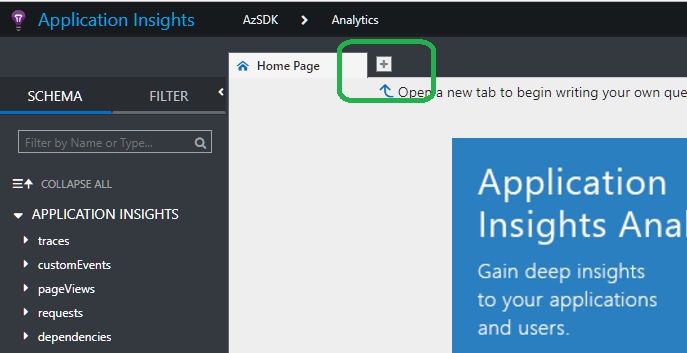 Application Insights AzSDK Analytics
Home Page
SCHEMA FILTER
Open a new tab to begin writing your own que
Filter by Name or Type...
COLLAPSE ALL
APPLICATION INSIGHTS
traces
customEvents
pageViews
requests
dependencies
Application
Insights Anal
Gain deep insights
to your applications
and users.